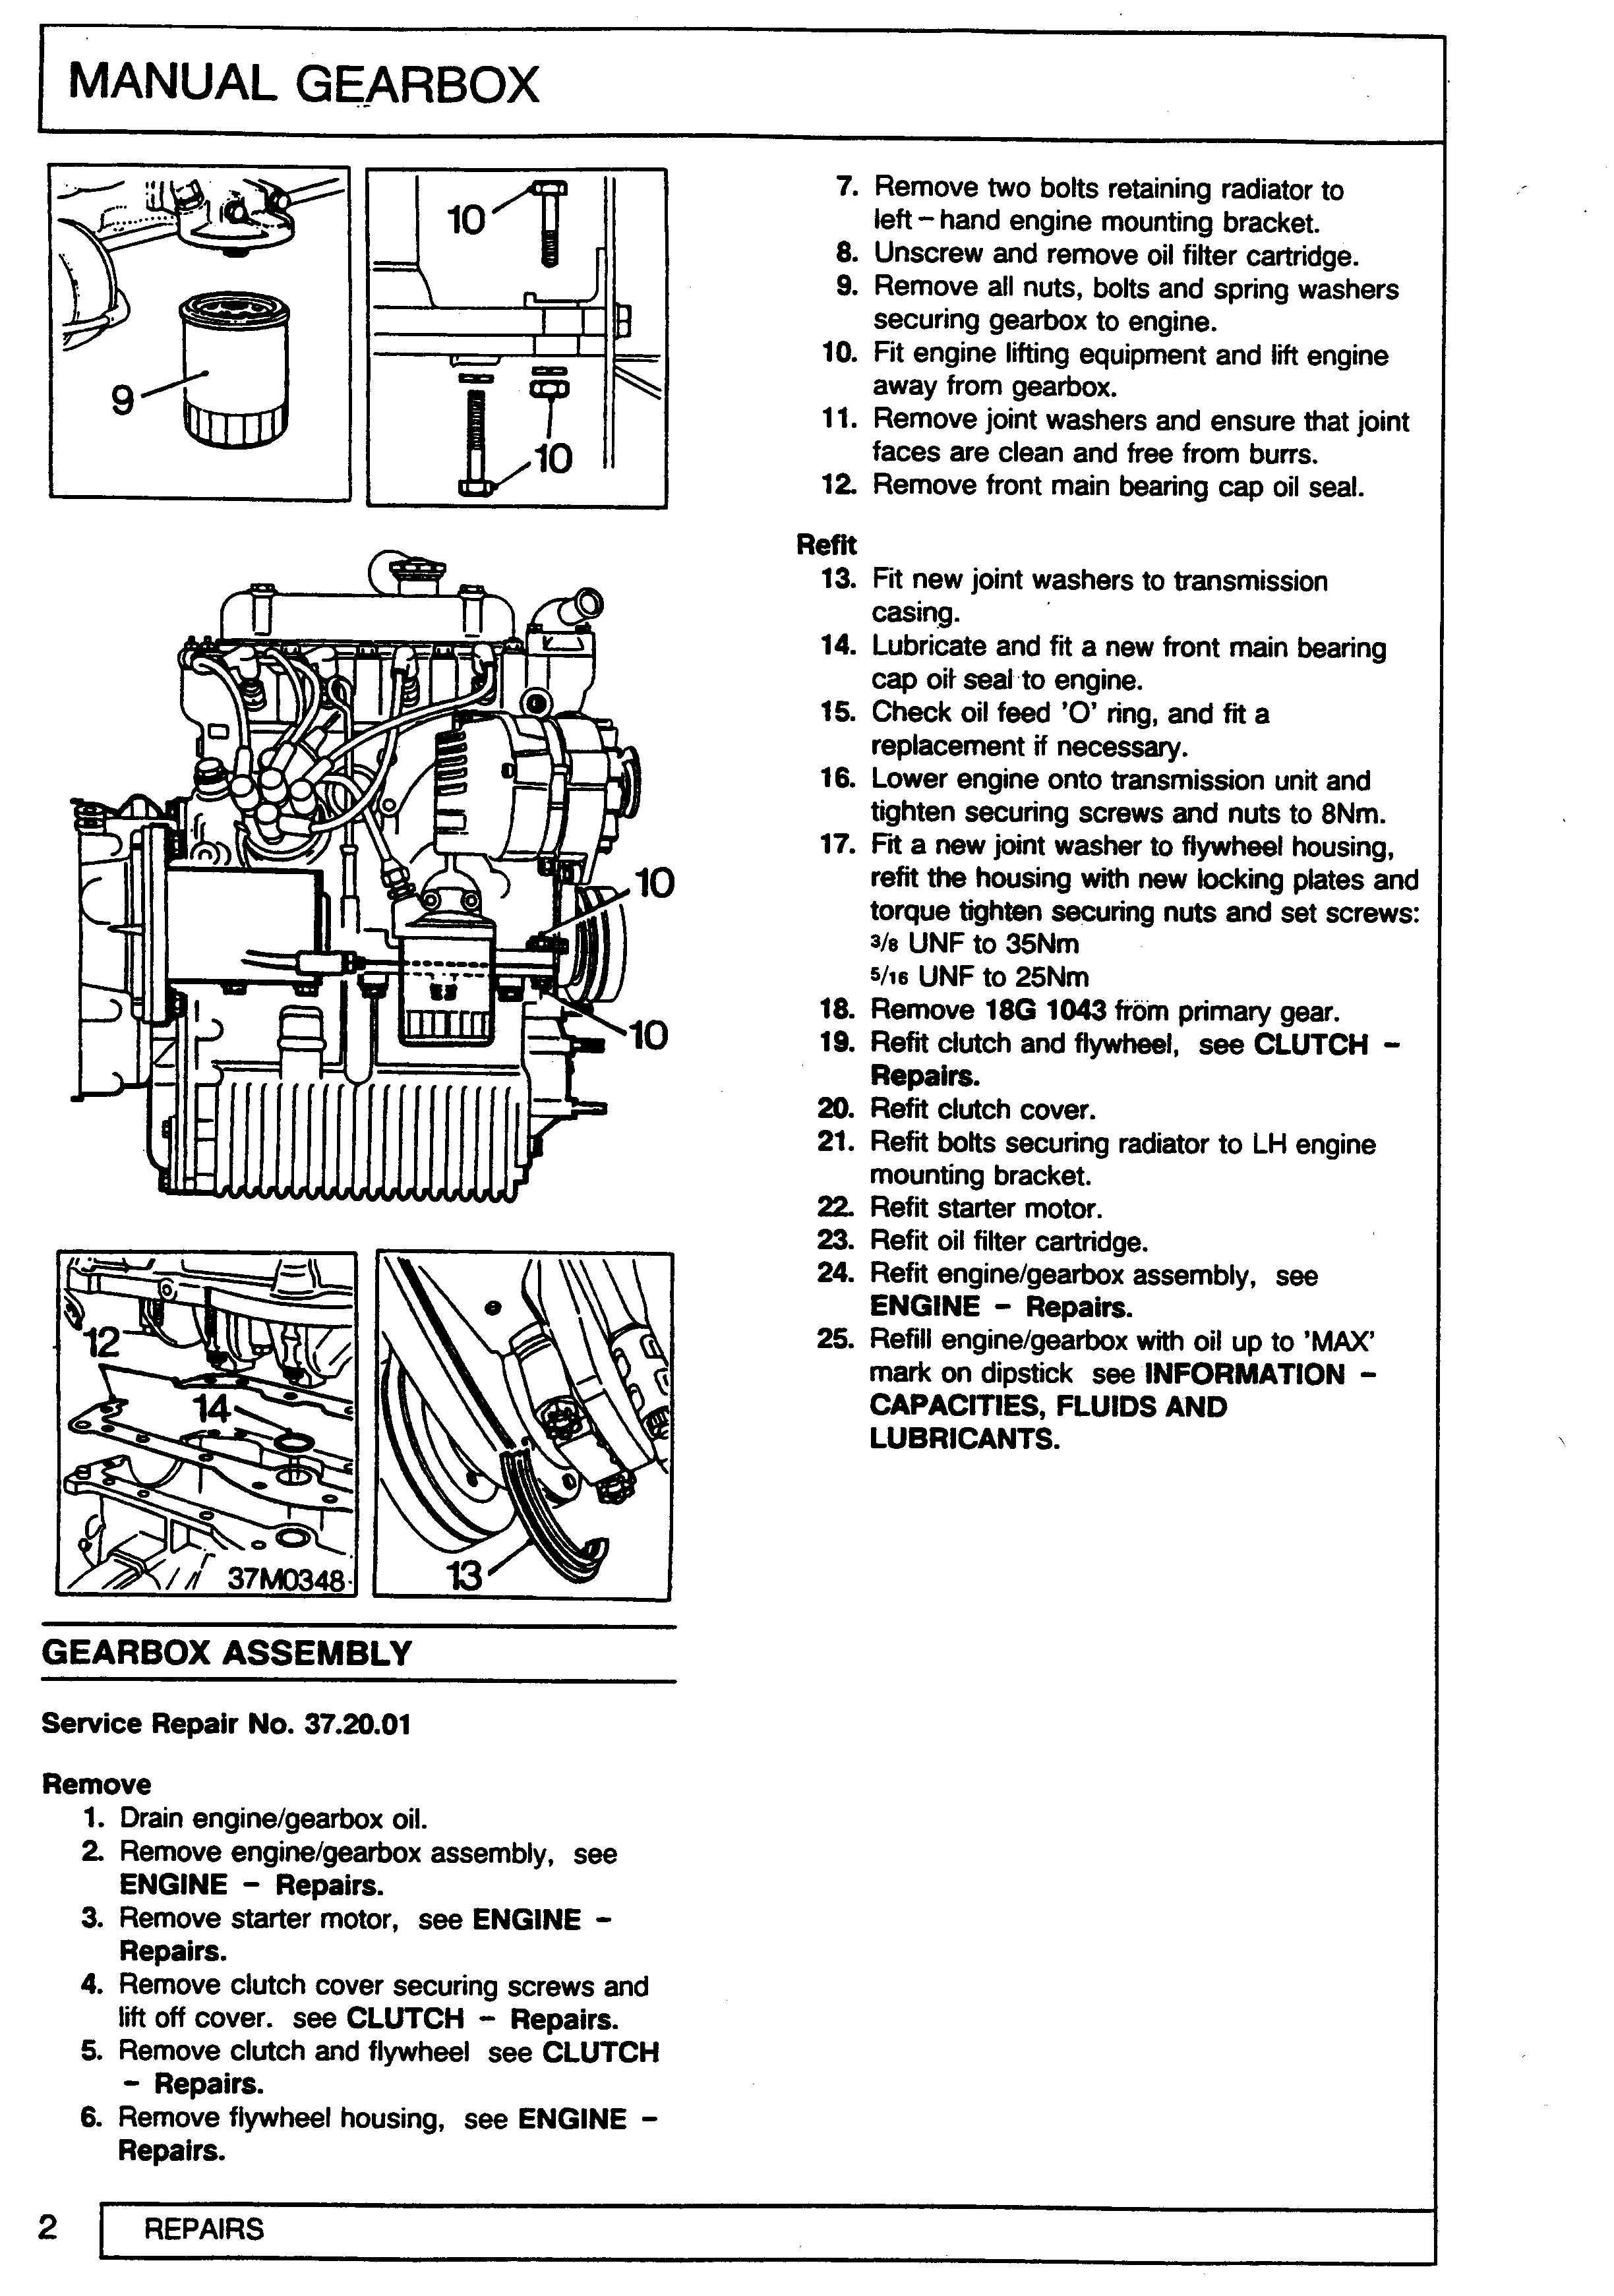 MANUAL GEARBOX
10
9
10
10
10
12
14
37M0348
13
GEARBOX ASSEMBLY
Service Repair No. 37.20.01
Remove
1. Drain engine/gearbox oil.
2. Remove engine/gearbox assembly, see
ENGINE - Repairs.
3. Remove starter motor, see ENGINE -
Repairs.
4. Remove clutch cover securing screws and
lift off cover. see CLUTCH - Repairs.
5. Remove clutch and flywheel see CLUTCH
- Repairs.
6. Remove flywheel housing, see ENGINE -
Repairs.
7. Remove two bolts retaining radiator to
left-hand engine mounting bracket.
8. Unscrew and remove oil filter cartridge.
9. Remove all nuts, bolts and spring washers
securing gearbox to engine.
10. Fit engine lifting equipment and lift engine
away from gearbox.
11. Remove joint washers and ensure that joint
faces are clean and free from burrs.
12. Remove front main bearing cap oil seal.
Refit
13. Fit new joint washers to transmission
casing.
14. Lubricate and fit a new front main bearing
cap oil seal to engine.
15. Check oil feed 'O' ring, and fit a
replacement if necessary.
16. Lower engine onto transmission unit and
tighten securing screws and nuts to 8Nm.
17. Fit a new joint washer to flywheel housing,
refit the housing with new locking plates and
torque tighten securing nuts and set screws:
3/8 UNF to 35Nm
5/16 UNF to 25Nm
18. Remove 18G 1043 from primary gear.
19. Refit clutch and flywheel, see CLUTCH -
Repairs.
20. Refit clutch cover.
21. Refit bolts securing radiator to LH engine
mounting bracket.
22. Refit starter motor.
23. Refit oil filter cartridge.
24. Refit engine/gearbox assembly, see
ENGINE - Repairs.
25. Refill engine/gearbox with oil up to 'MAX'
mark on dipstick see INFORMATION -
CAPACITIES, FLUIDS AND
LUBRICANTS.
2
REPAIRS